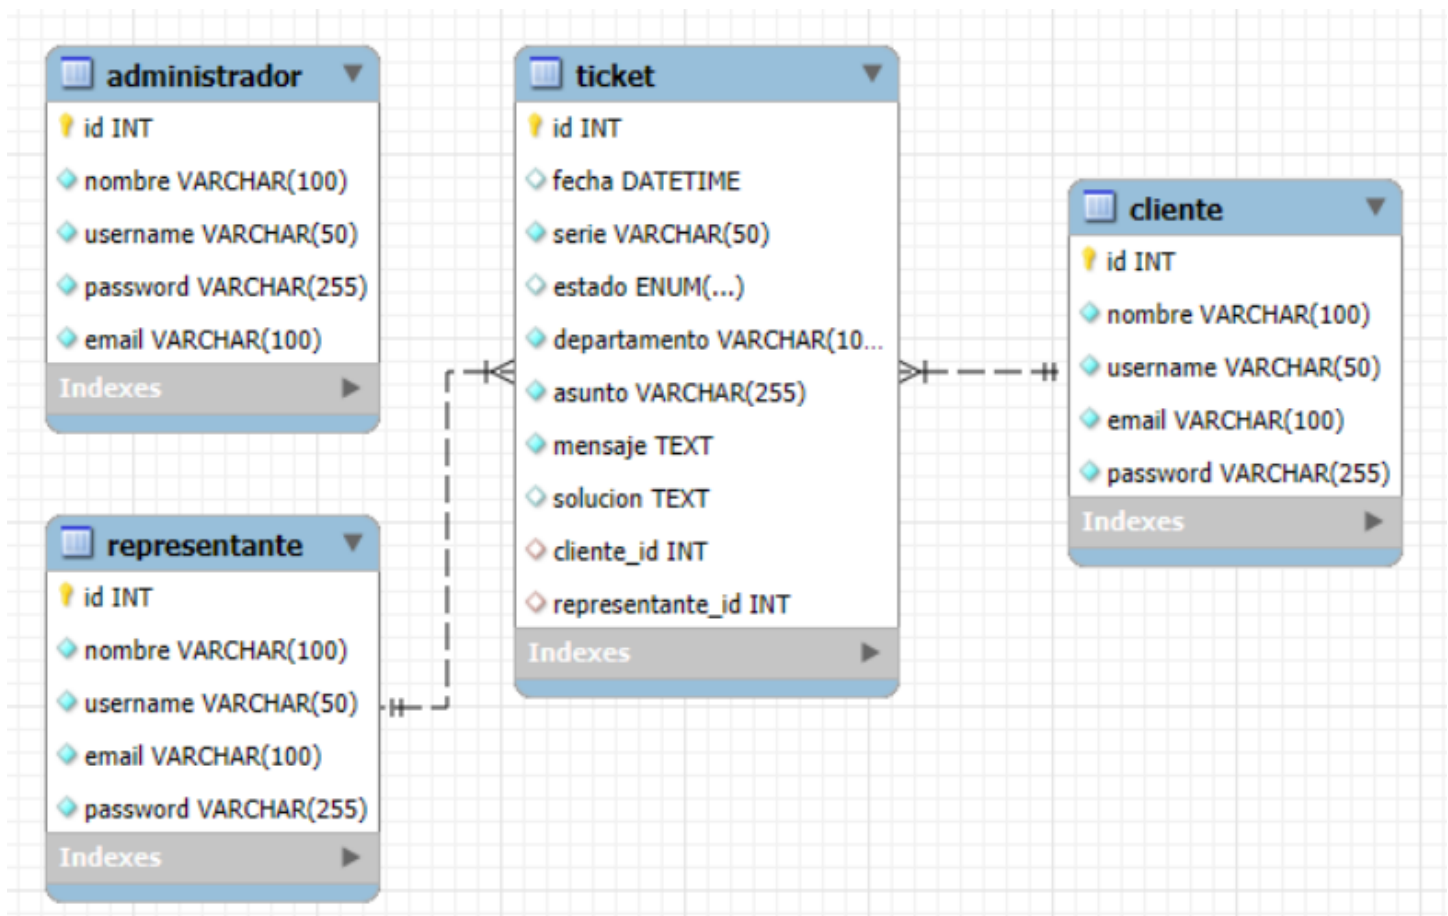 administrador
id INT
nombre VARCHAR(100)
username VARCHAR(50)
password VARCHAR(255)
email VARCHAR(100)
Indexes
representante
id INT
nombre VARCHAR(100)
username VARCHAR(50)
email VARCHAR(100)
password VARCHAR(255)
Indexes
ticket
id INT
fecha DATETIME
serie VARCHAR(50)
estado ENUM(...)
departamento VARCHAR(10...
asunto VARCHAR(255)
mensaje TEXT
solucion TEXT
cliente_id INT
representante_id INT
Indexes
cliente
id INT
nombre VARCHAR(100)
username VARCHAR(50)
email VARCHAR(100)
password VARCHAR(255)
Indexes